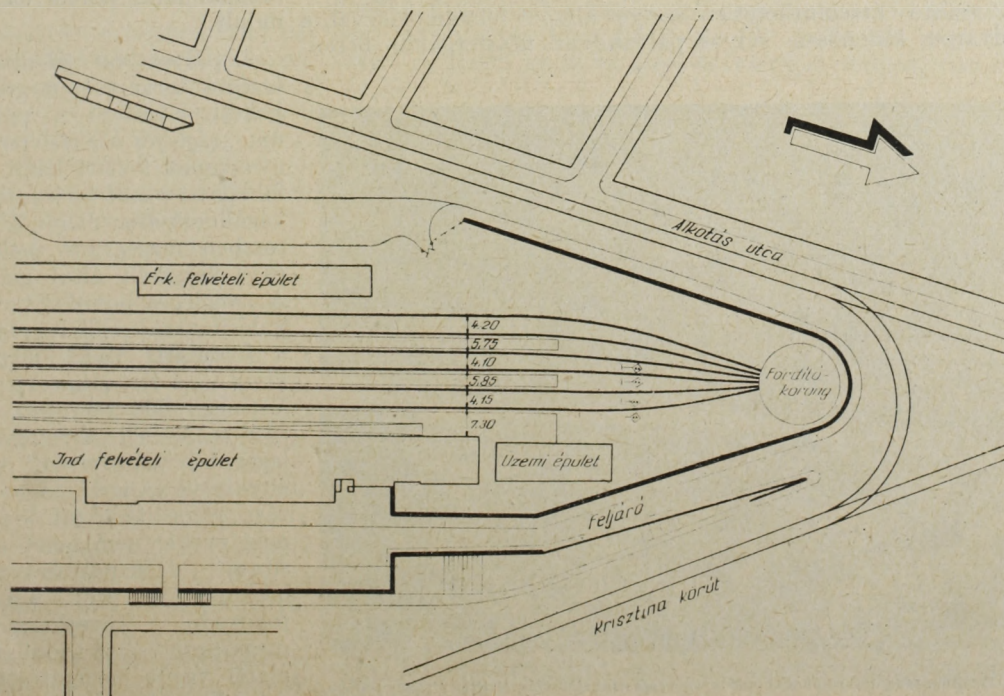 Alkotás utca
Érk. felvételi épület
4.20
5,75
4.10
5,85
4,15
7.30
Fordító-
korong
Ind felvételi épület
Üzemi épület
Feljáró
Krisztina körút